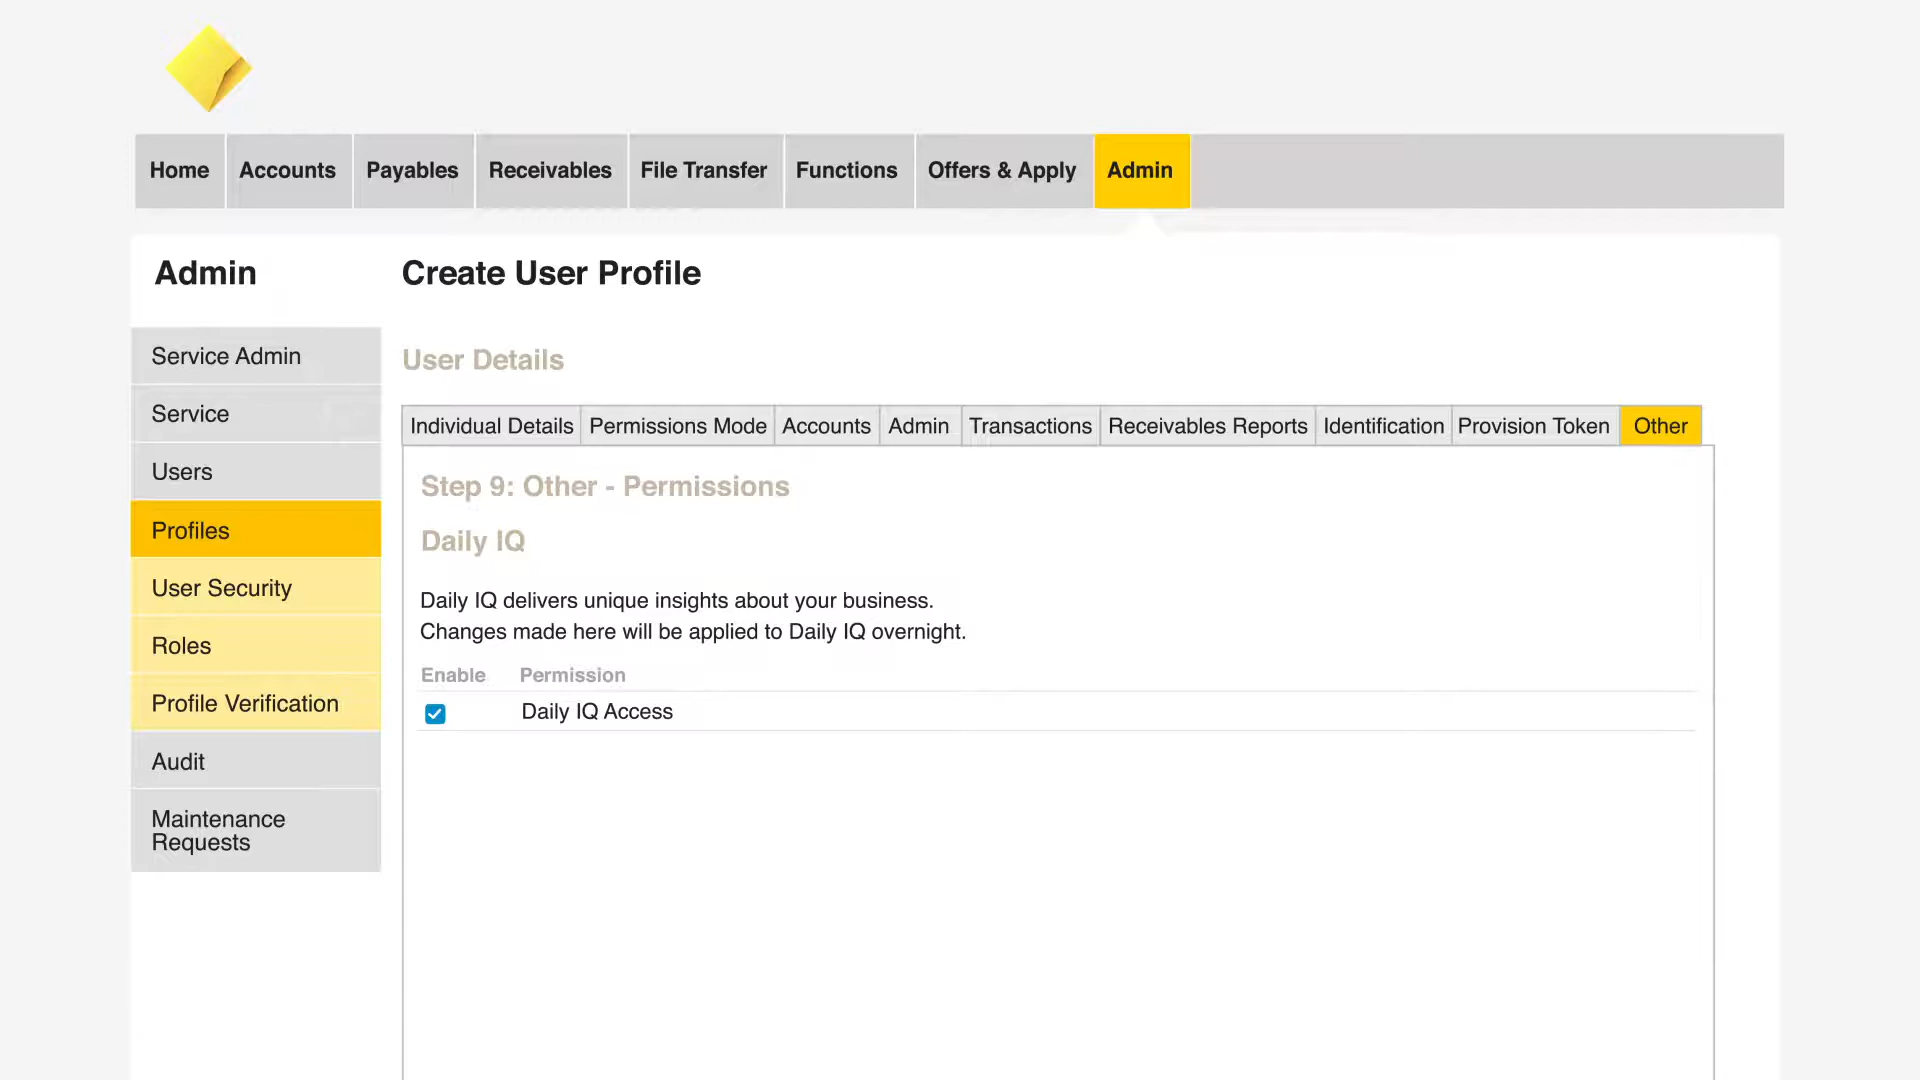 Home Accounts Payables Receivables File Transfer Functions Offers & Apply Admin
Admin
Service Admin
Service
Users
Profiles
User Security
Roles
Profile Verification
Audit
Maintenance
Requests
Create User Profile
User Details
Individual Details Permissions Mode Accounts Admin Transactions Receivables Reports Identification Provision Token Other
Step 9: Other - Permissions
Daily IQ
Daily IQ delivers unique insights about your business.
Changes made here will be applied to Daily IQ overnight.
Enable Permission
Daily IQ Access